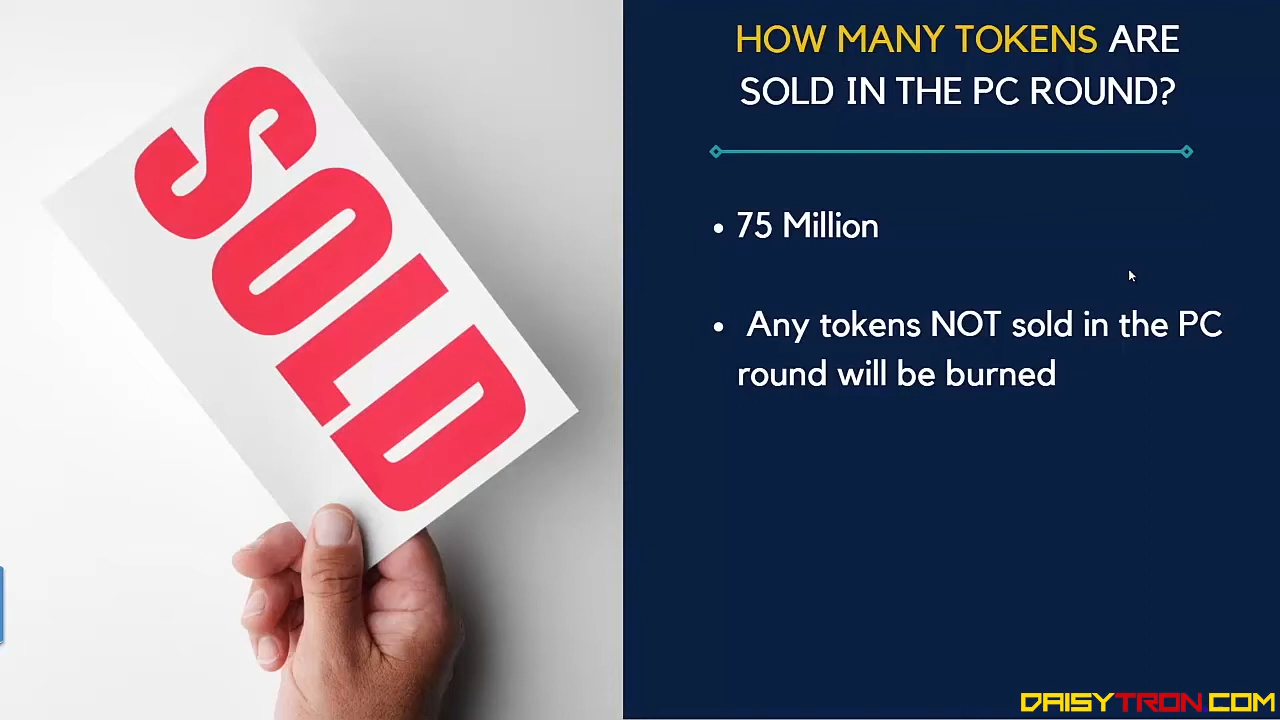 SOLD
HOW MANY TOKENS ARE
SOLD IN THE PC ROUND?
• 75 Million
• Any tokens NOT sold in the PC
round will be burned
DAISYTRON.COM